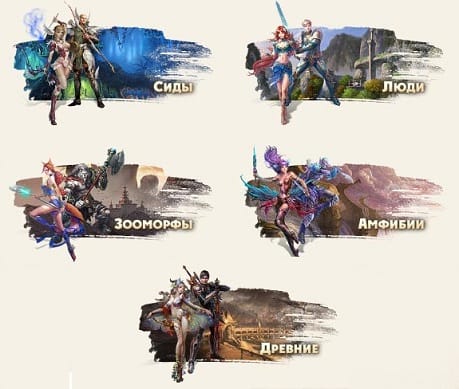 Сиды
Люди
Зооморфы
Амфибии
Древние